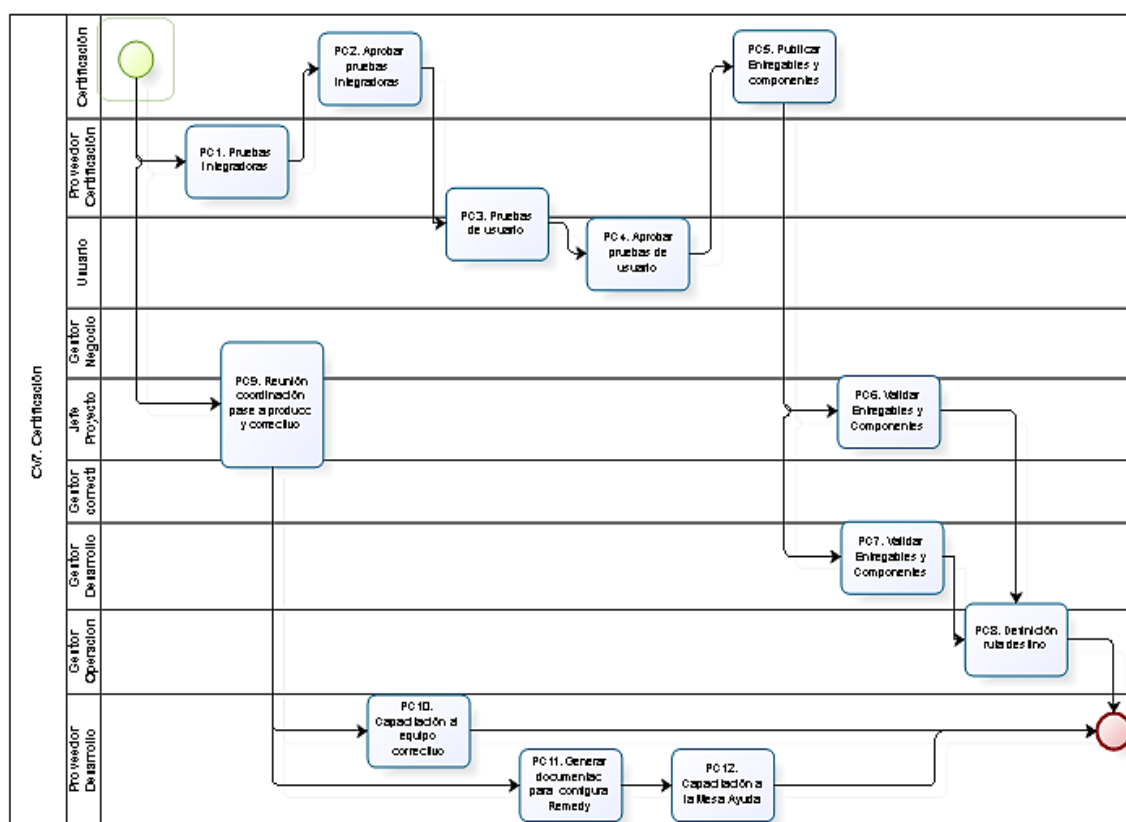 CV7. Certificación
Certificación
PC2. Aprobar
pruebas
Integradoras
PC5. Publicar
Entregables y
componentes
Proveedor
Certificación
PC1. Pruebas
Integradoras
PC3. Pruebas
de usuario
Usuario
PC4. Aprobar
pruebas de
usuario
Gestor
Negocio
PC9. Reunión
coordinación
pase a producc
y correctivo
Jefe
Proyecto
PC6. Validar
Entregables y
Componentes
Gestor
correcti
Gestor
Desarrollo
PC7. Validar
Entregables y
Componentes
Gestor
Operacion
PC8. Definición
ruta destino
Proveedor
Desarrollo
PC10.
Capacitación al
equipo
correctivo
PC11. Generar
documentac
para configura
Remedy
PC12.
Capacitación a
la Mesa Ayuda